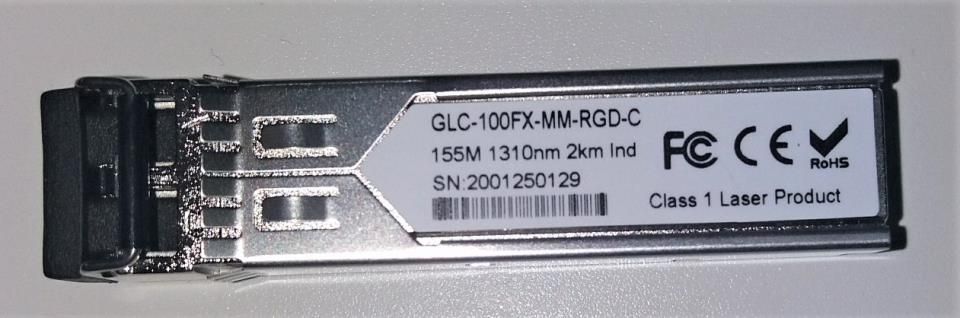 GLC-100FX-MM-RGD-C
155M 1310nm 2km Ind
SN:2001250129
FC CE RoHS
Class 1 Laser Product